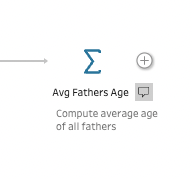 Avg Fathers Age
Compute average age
of all fathers